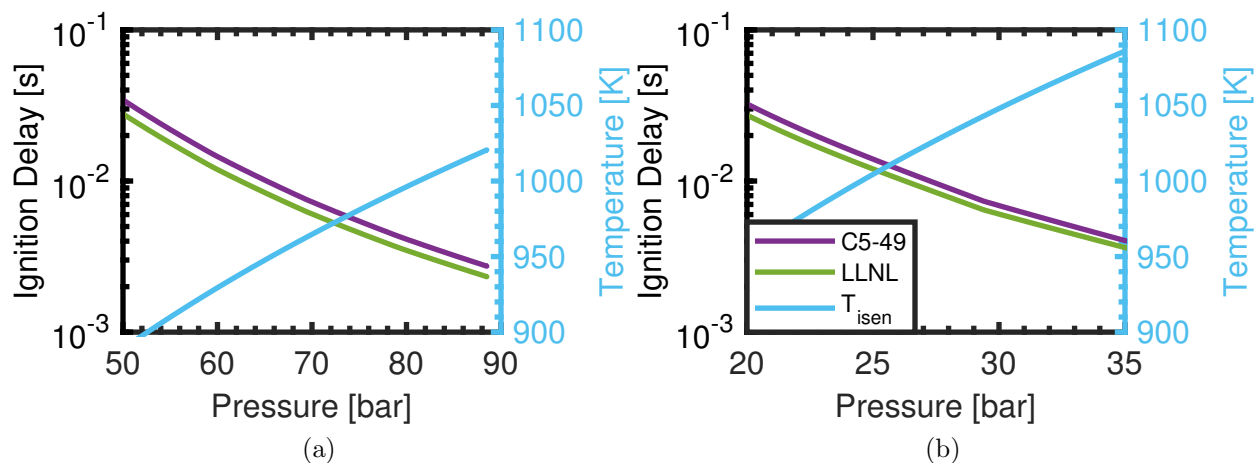 Ignition Delay [s]
10^-1
10^-2
10^-3
50 60 70 80 90
Pressure [bar]
1100
1050
1000
950
900
Temperature [K]
(a)
Ignition Delay [s]
10^-1
10^-2
10^-3
C5-49
LLNL
T_isen
20 25 30 35
Pressure [bar]
1100
1050
1000
950
900
Temperature [K]
(b)